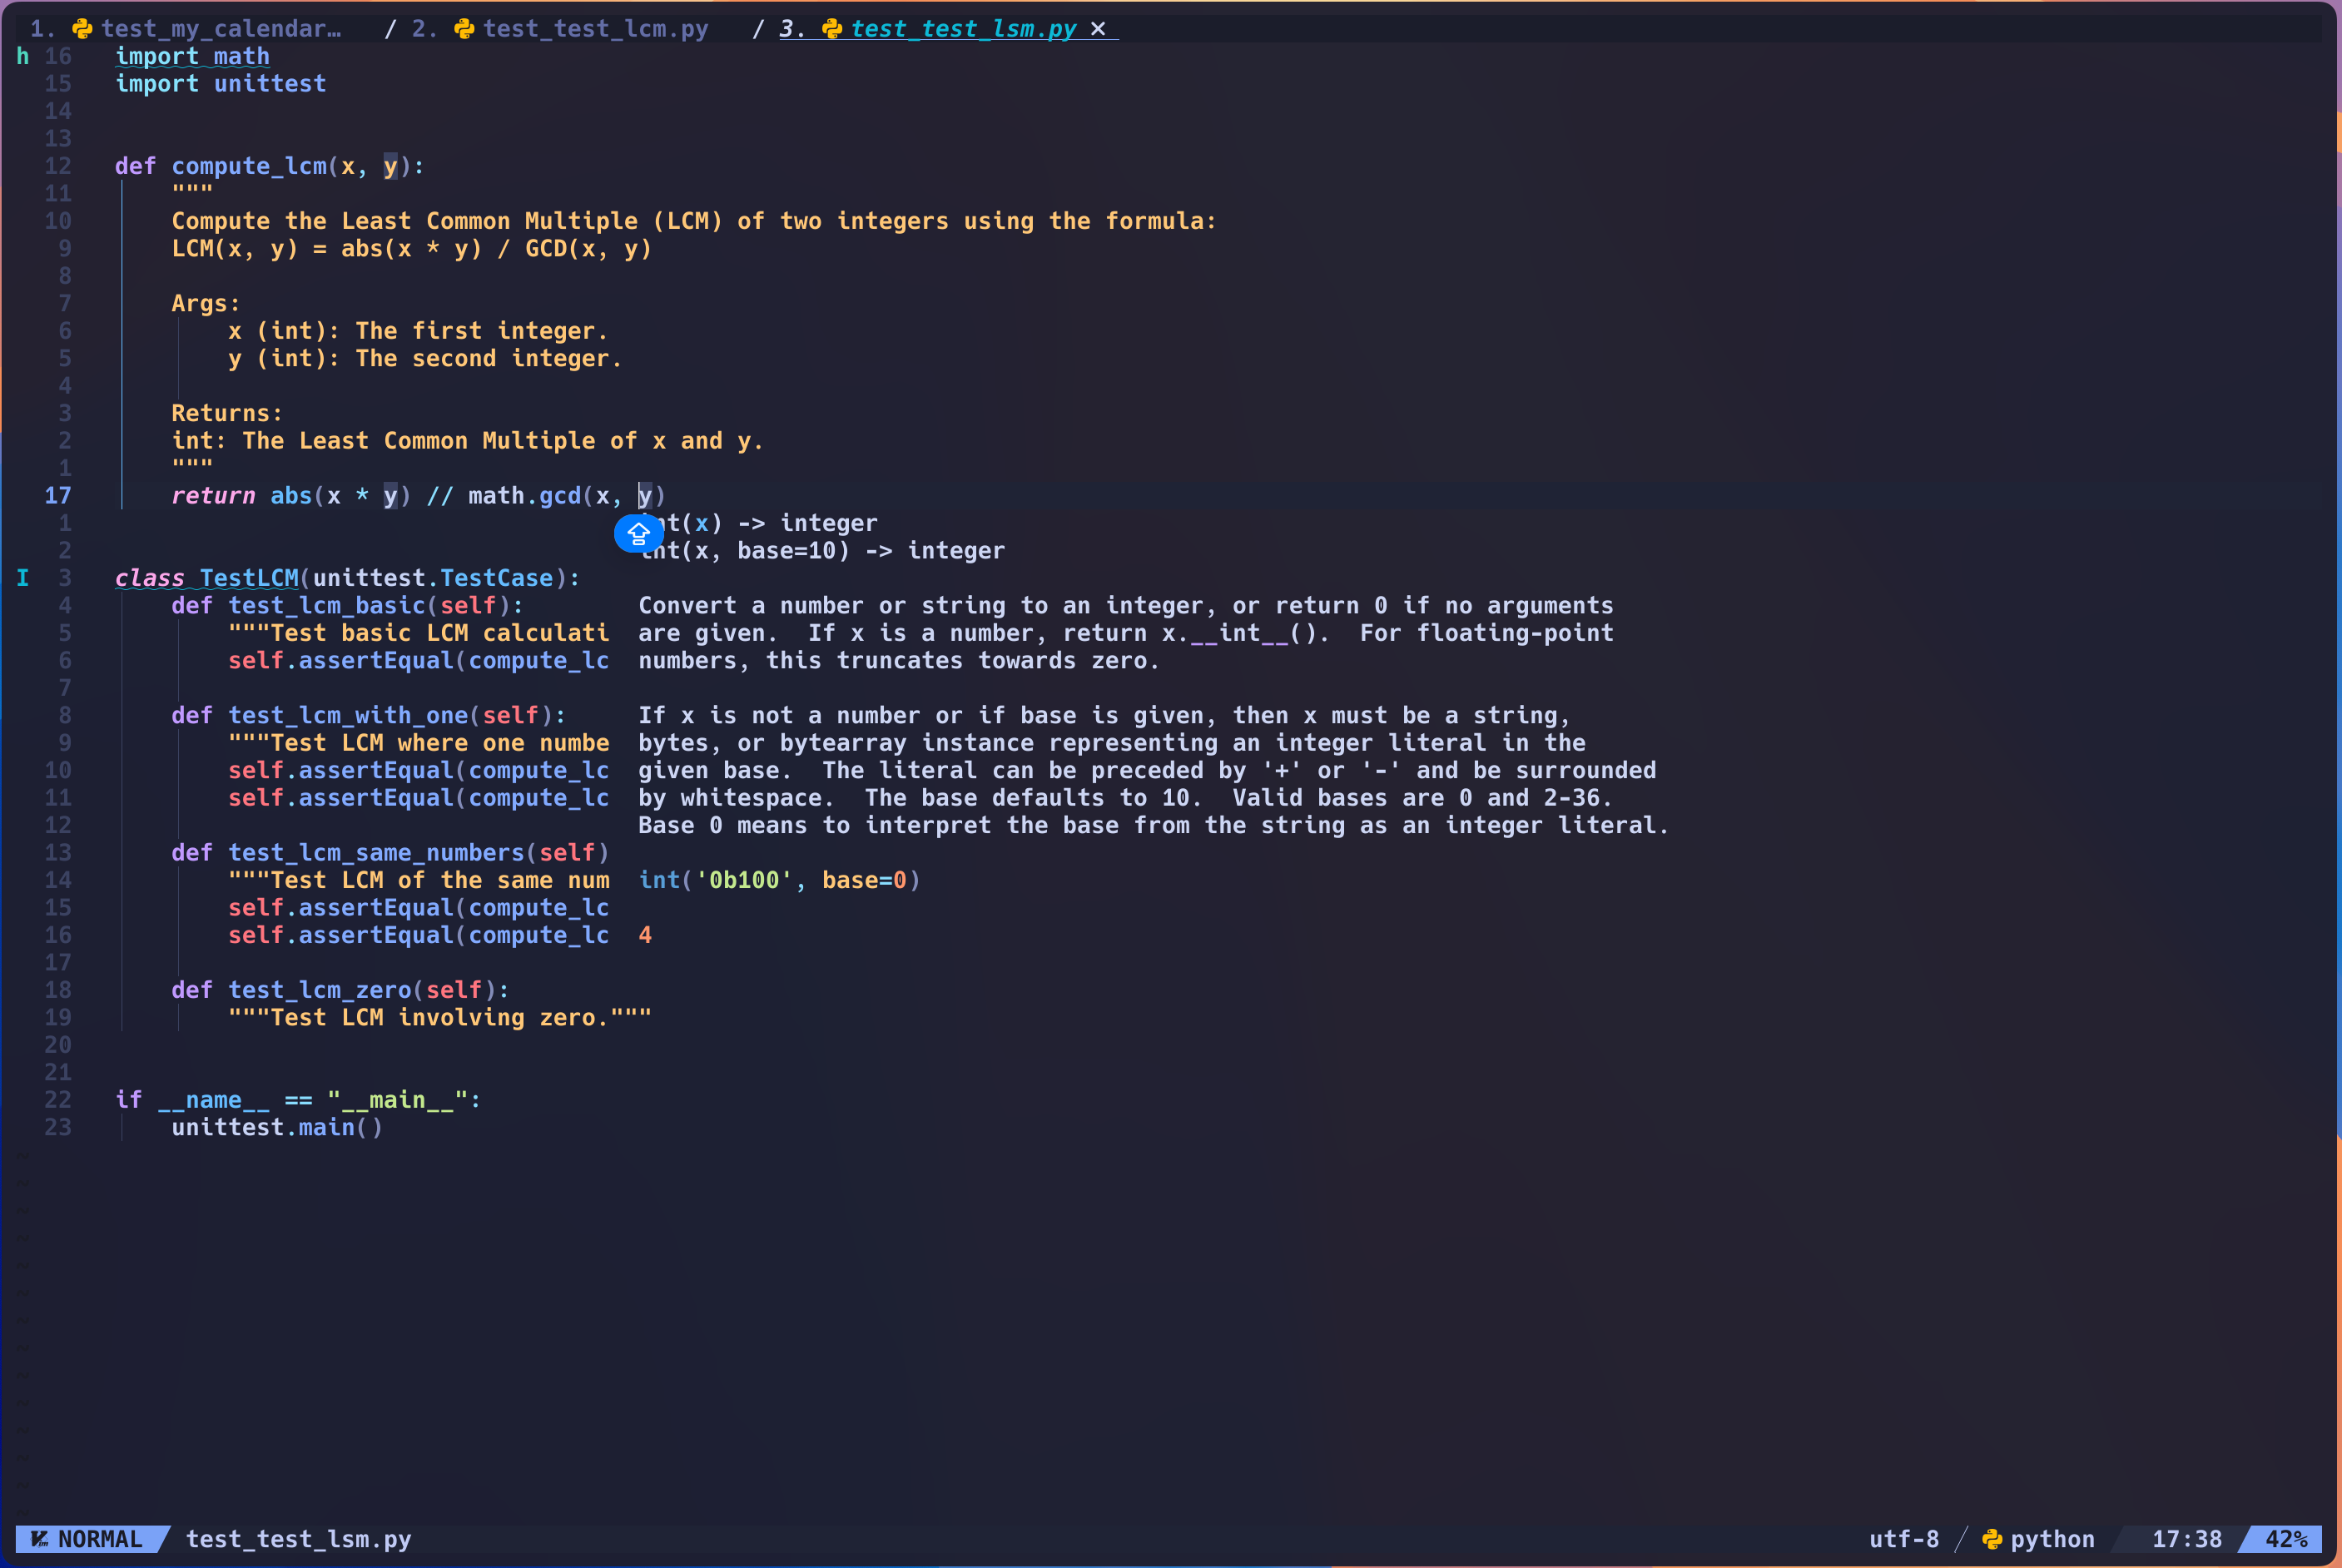 1. test_my_calendar… / 2. test_test_lcm.py / 3. test_test_lsm.py ×
h 16 import math
15 import unittest
14
13
12 def compute_lcm(x, y):
11 """
10 Compute the Least Common Multiple (LCM) of two integers using the formula:
9 LCM(x, y) = abs(x * y) / GCD(x, y)
8
7 Args:
6 x (int): The first integer.
5 y (int): The second integer.
4
3 Returns:
2 int: The Least Common Multiple of x and y.
1 """
17 return abs(x * y) // math.gcd(x, y)
1 nt(x) -> integer
2 int(x, base=10) -> integer
I 3 class TestLCM(unittest.TestCase):
4 def test_lcm_basic(self): Convert a number or string to an integer, or return 0 if no arguments
5 """Test basic LCM calculati are given.  If x is a number, return x.__int__().  For floating-point
6 self.assertEqual(compute_lc numbers, this truncates towards zero.
7
8 def test_lcm_with_one(self): If x is not a number or if base is given, then x must be a string,
9 """Test LCM where one numbe bytes, or bytearray instance representing an integer literal in the
10 self.assertEqual(compute_lc given base.  The literal can be preceded by '+' or '-' and be surrounded
11 self.assertEqual(compute_lc by whitespace.  The base defaults to 10.  Valid bases are 0 and 2-36.
12 Base 0 means to interpret the base from the string as an integer literal.
13 def test_lcm_same_numbers(self)
14 """Test LCM of the same num int('0b100', base=0)
15 self.assertEqual(compute_lc
16 self.assertEqual(compute_lc 4
17
18 def test_lcm_zero(self):
19 """Test LCM involving zero."""
20
21
22 if __name__ == "__main__":
23 unittest.main()
NORMAL test_test_lsm.py utf-8 / python 17:38 42%